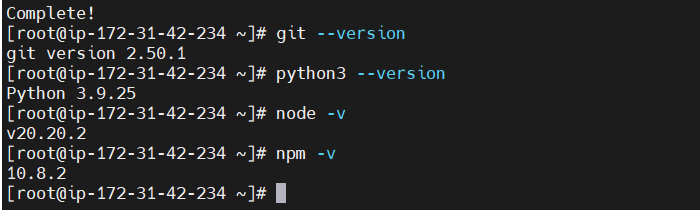 Complete!
[root@ip-172-31-42-234 ~]# git --version
git version 2.50.1
[root@ip-172-31-42-234 ~]# python3 --version
Python 3.9.25
[root@ip-172-31-42-234 ~]# node -v
v20.20.2
[root@ip-172-31-42-234 ~]# npm -v
10.8.2
[root@ip-172-31-42-234 ~]#